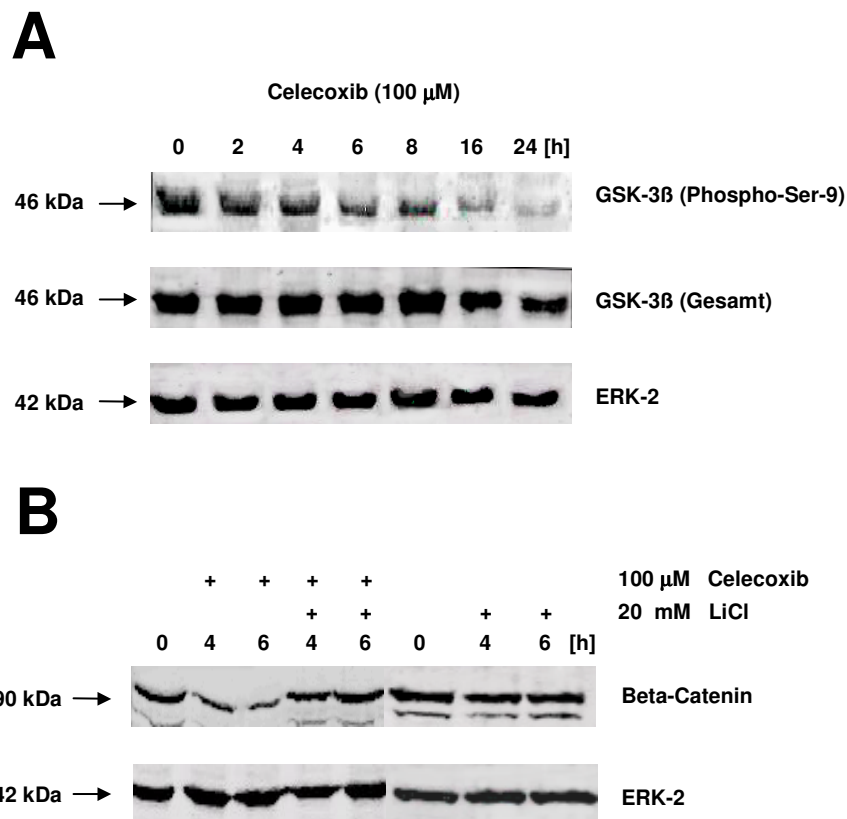 A
Celecoxib (100 µM)
0 2 4 6 8 16 24 [h]
46 kDa GSK-3ß (Phospho-Ser-9)
46 kDa GSK-3ß (Gesamt)
42 kDa ERK-2
B
+ + + + 100 µM Celecoxib
+ + + + 20 mM LiCl
0 4 6 4 6 0 4 6 [h]
90 kDa Beta-Catenin
42 kDa ERK-2